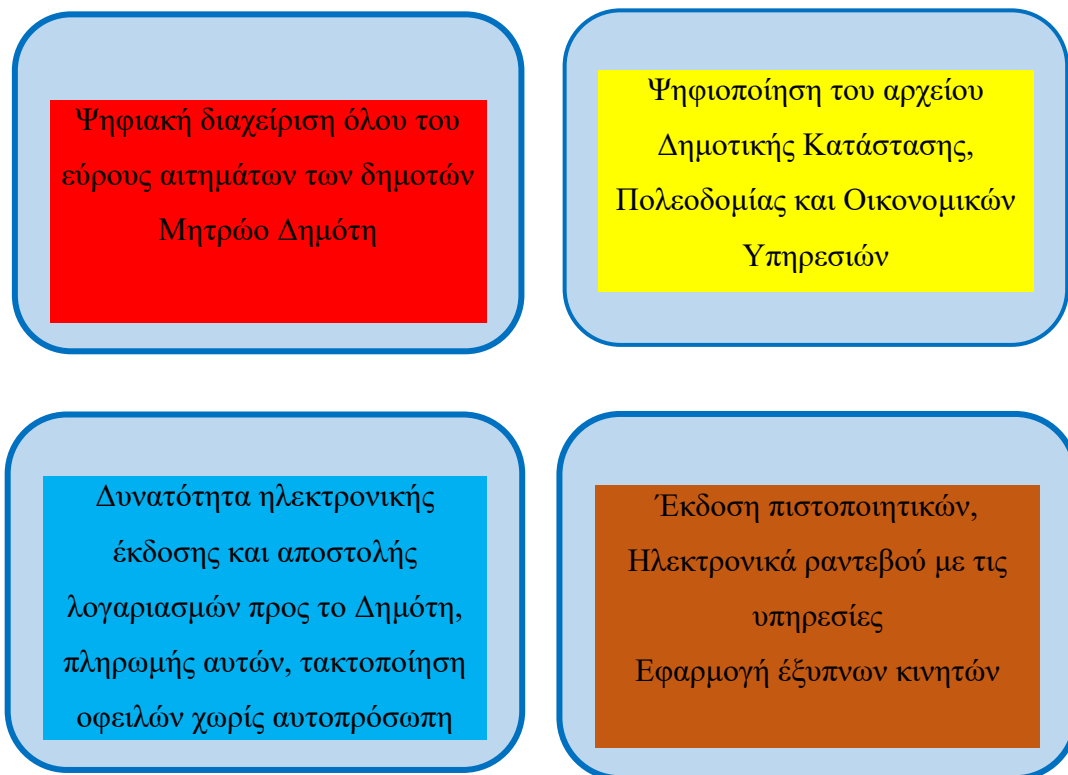 Ψηφιακή διαχείριση όλου του
εύρους αιτημάτων των δημοτών
Μητρώο Δημότη
Ψηφιοποίηση του αρχείου
Δημοτικής Κατάστασης,
Πολεοδομίας και Οικονομικών
Υπηρεσιών
Δυνατότητα ηλεκτρονικής
έκδοσης και αποστολής
λογαριασμών προς το Δημότη,
πληρωμής αυτών, τακτοποίηση
οφειλών χωρίς αυτοπρόσωπη
Έκδοση πιστοποιητικών,
Ηλεκτρονικά ραντεβού με τις
υπηρεσίες
Εφαρμογή έξυπνων κινητών